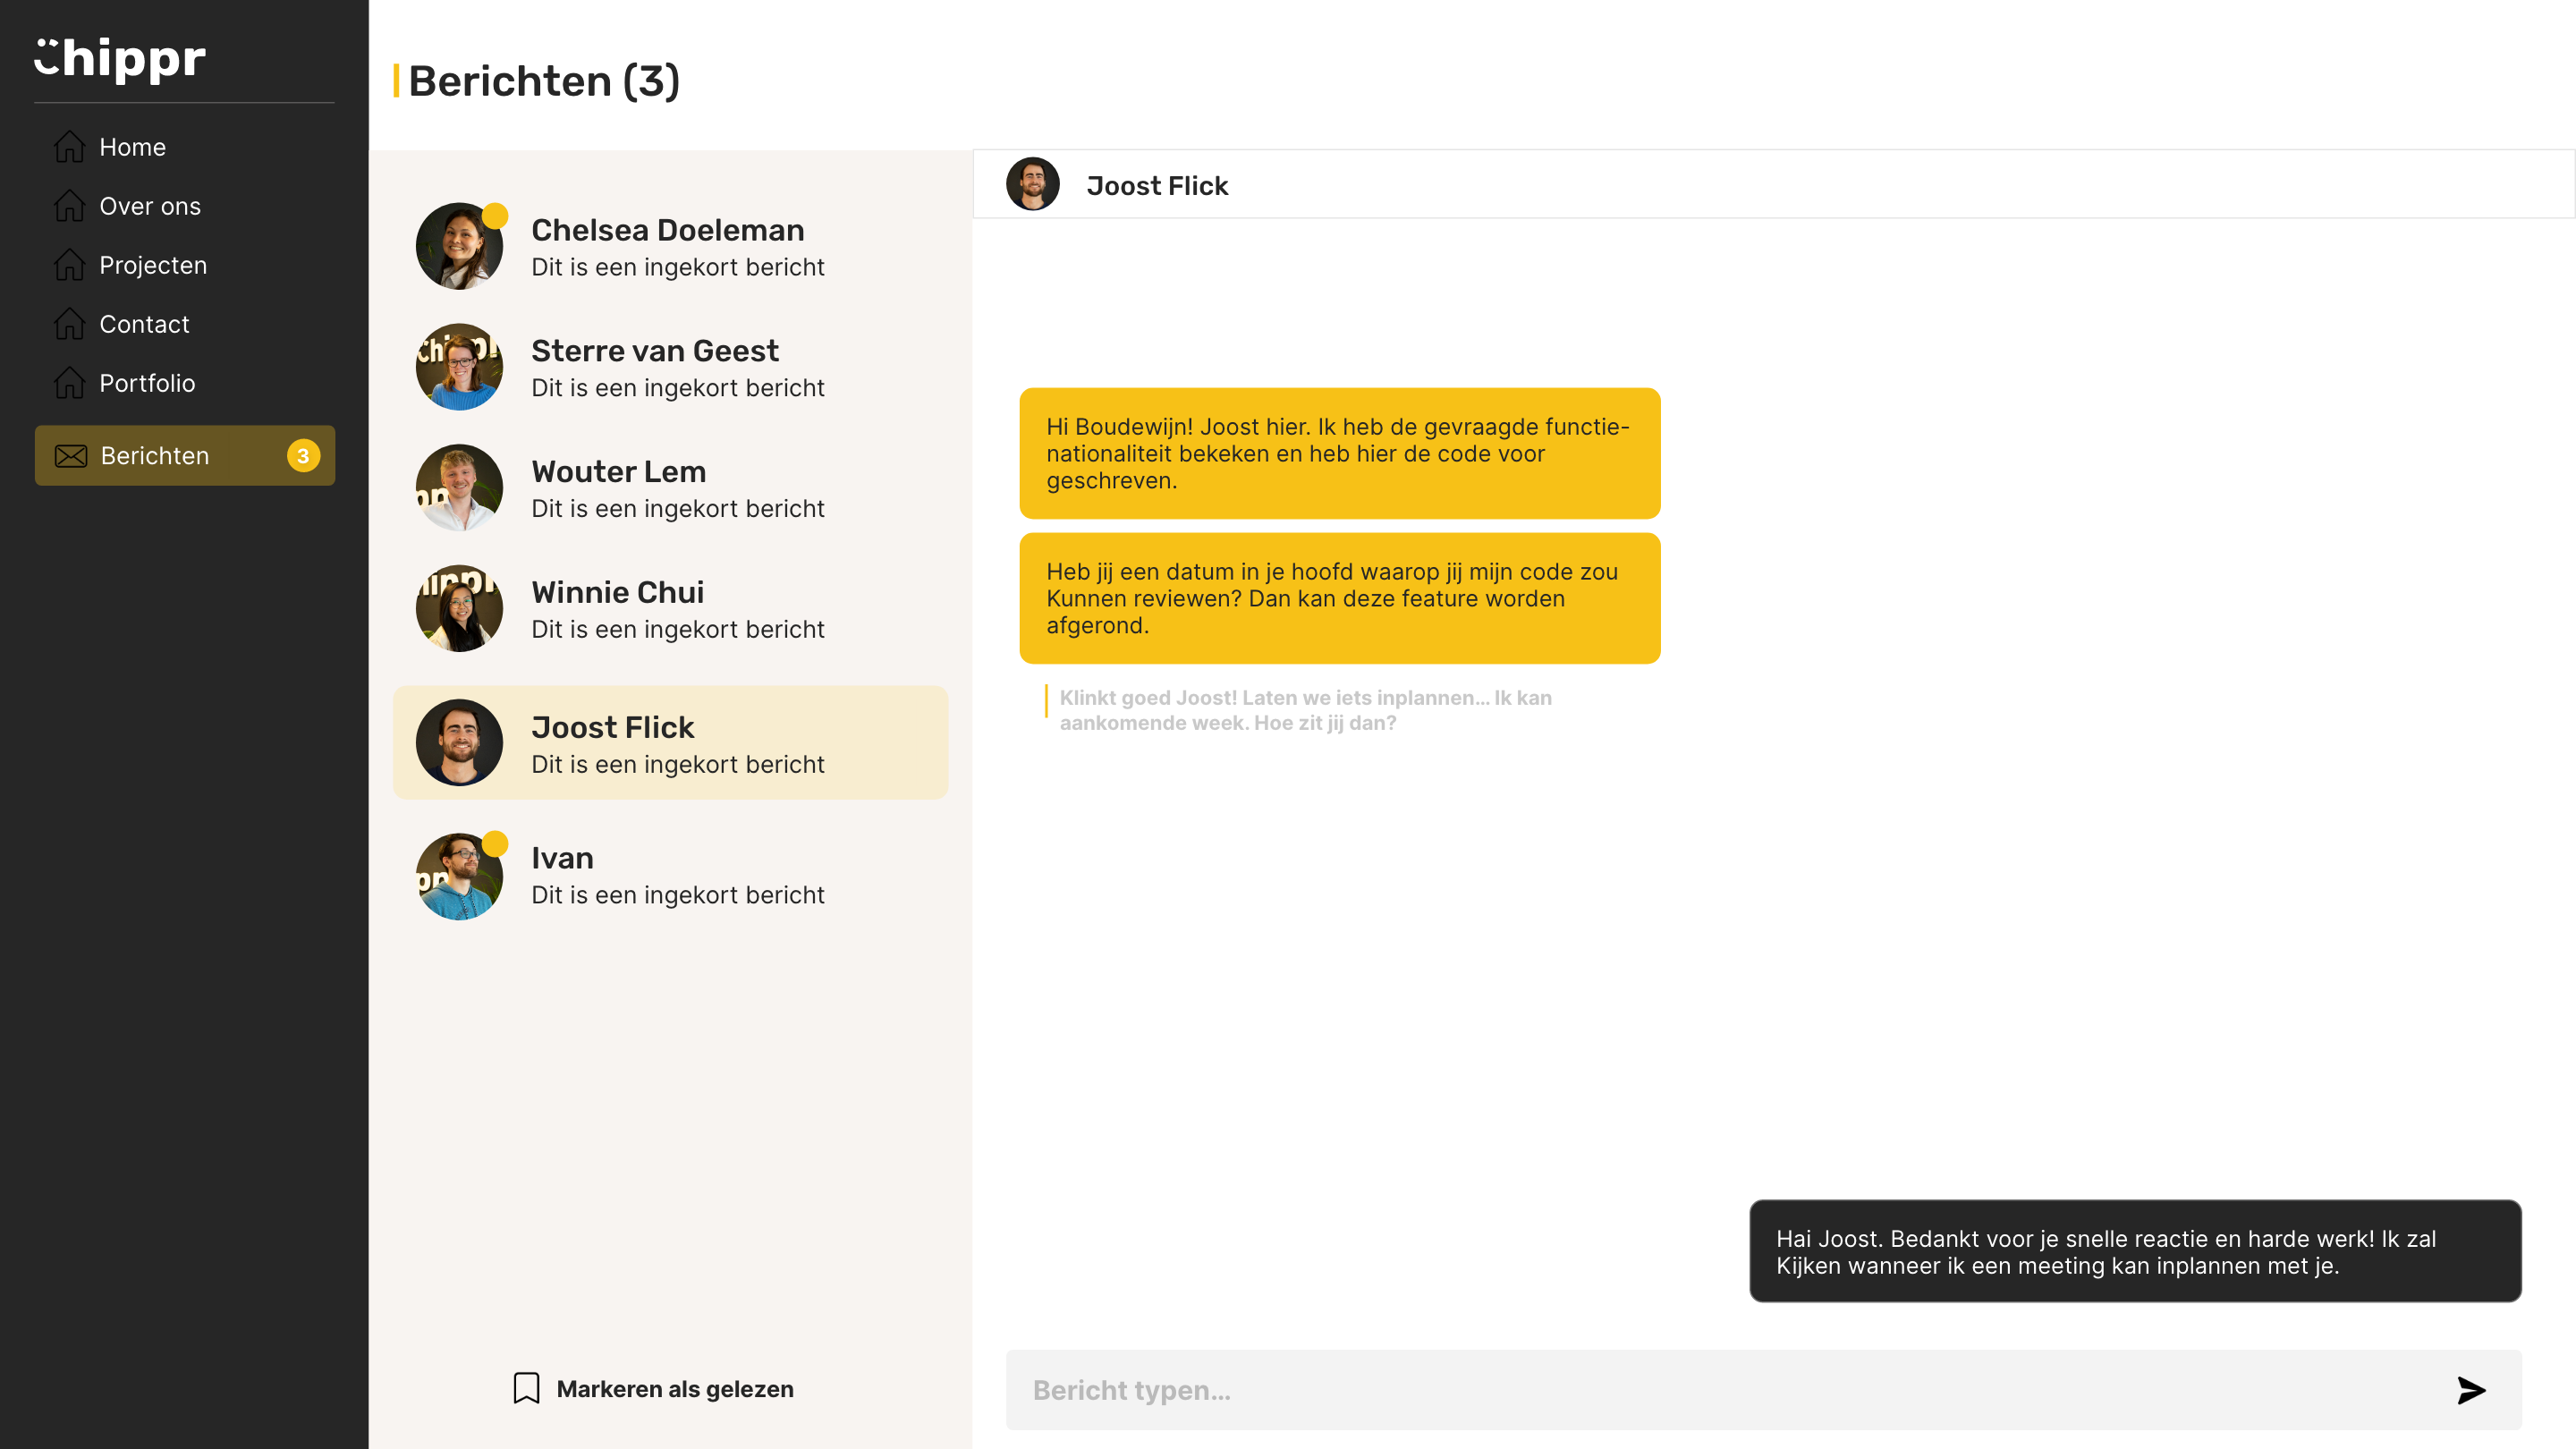 chippr
Home
Over ons
Projecten
Contact
Portfolio
Berichten 3
Berichten (3)
Chelsea Doeleman
Dit is een ingekort bericht
Sterre van Geest
Dit is een ingekort bericht
Wouter Lem
Dit is een ingekort bericht
Winnie Chui
Dit is een ingekort bericht
Joost Flick
Dit is een ingekort bericht
Ivan
Dit is een ingekort bericht
Markeren als gelezen
Joost Flick
Hi Boudewijn! Joost hier. Ik heb de gevraagde functie-
nationaliteit bekeken en heb hier de code voor
geschreven.
Heb jij een datum in je hoofd waarop jij mijn code zou
Kunnen reviewen? Dan kan deze feature worden
afgerond.
Klinkt goed Joost! Laten we iets inplannen... Ik kan
aankomende week. Hoe zit jij dan?
Hai Joost. Bedankt voor je snelle reactie en harde werk! Ik zal
Kijken wanneer ik een meeting kan inplannen met je.
Bericht typen...